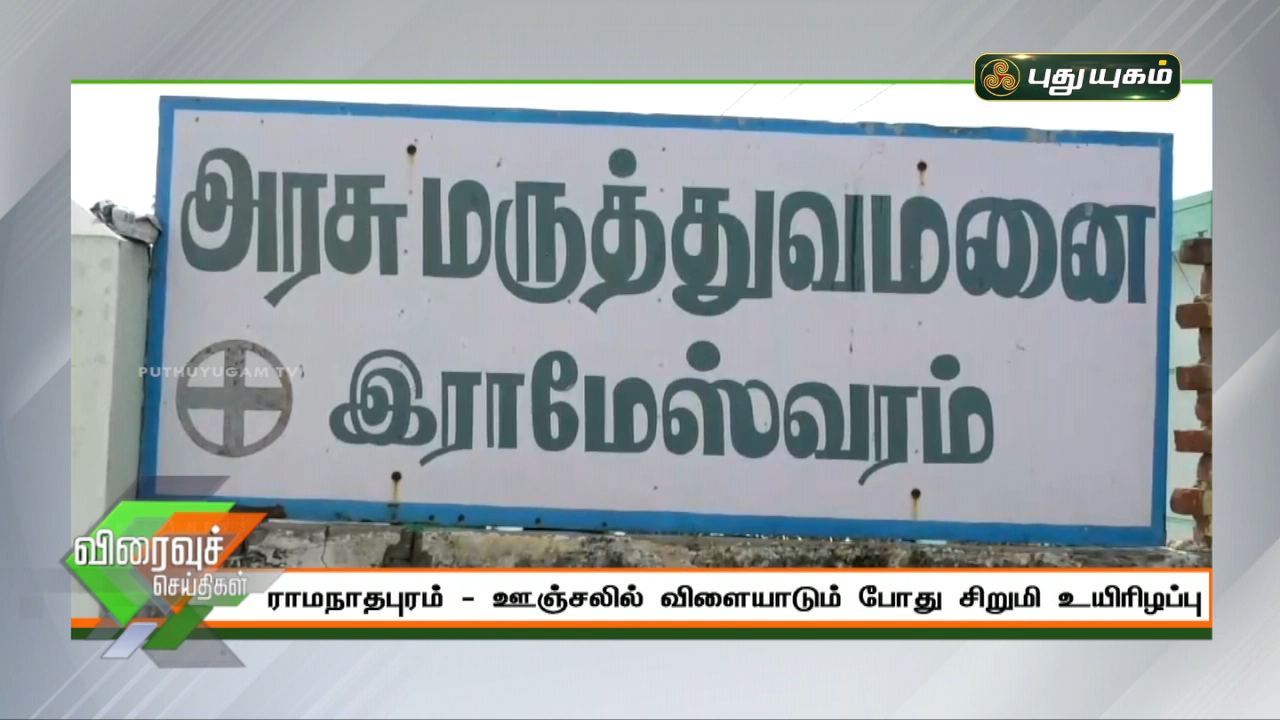 புதுயுகம்
அரசு மருத்துவமனை
PUTHUYUGAM TV
இராமேஸ்வரம்
விரைவுச்
செய்திகள்
ராமநாதபுரம் - ஊஞ்சலில் விளையாடும் போது சிறுமி உயிரிழப்பு